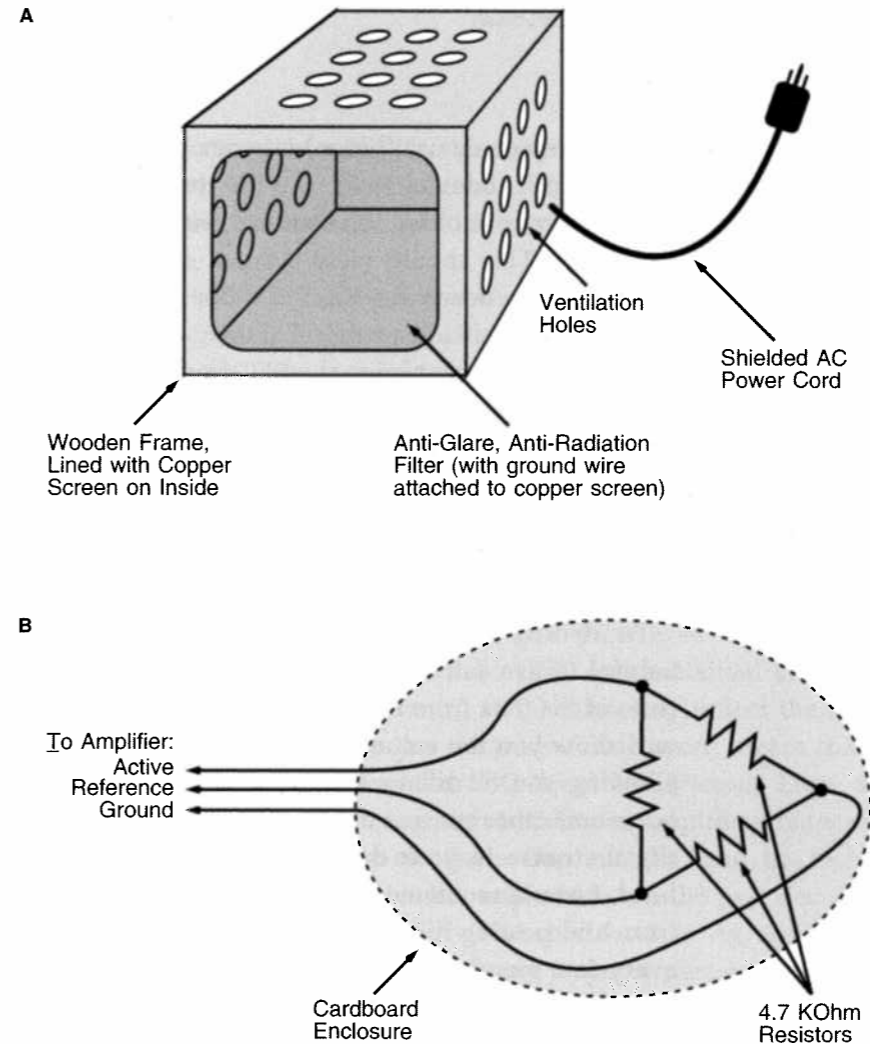 A
Ventilation
Holes
Shielded AC
Power Cord
Wooden Frame,
Lined with Copper
Screen on Inside
Anti-Glare, Anti-Radiation
Filter (with ground wire
attached to copper screen)
B
To Amplifier:
Active
Reference
Ground
Cardboard
Enclosure
4.7 KOhm
Resistors